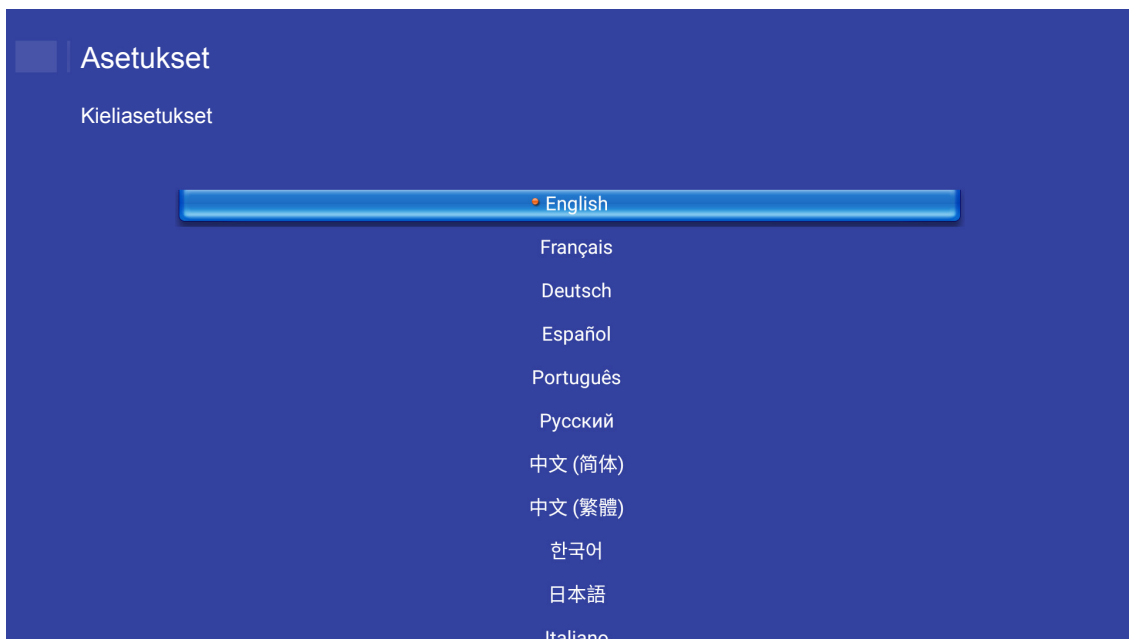 Asetukset
Kieliasetukset
English
Français
Deutsch
Español
Português
Русский
中文 (简体)
中文 (繁體)
한국어
日本語
Italiano